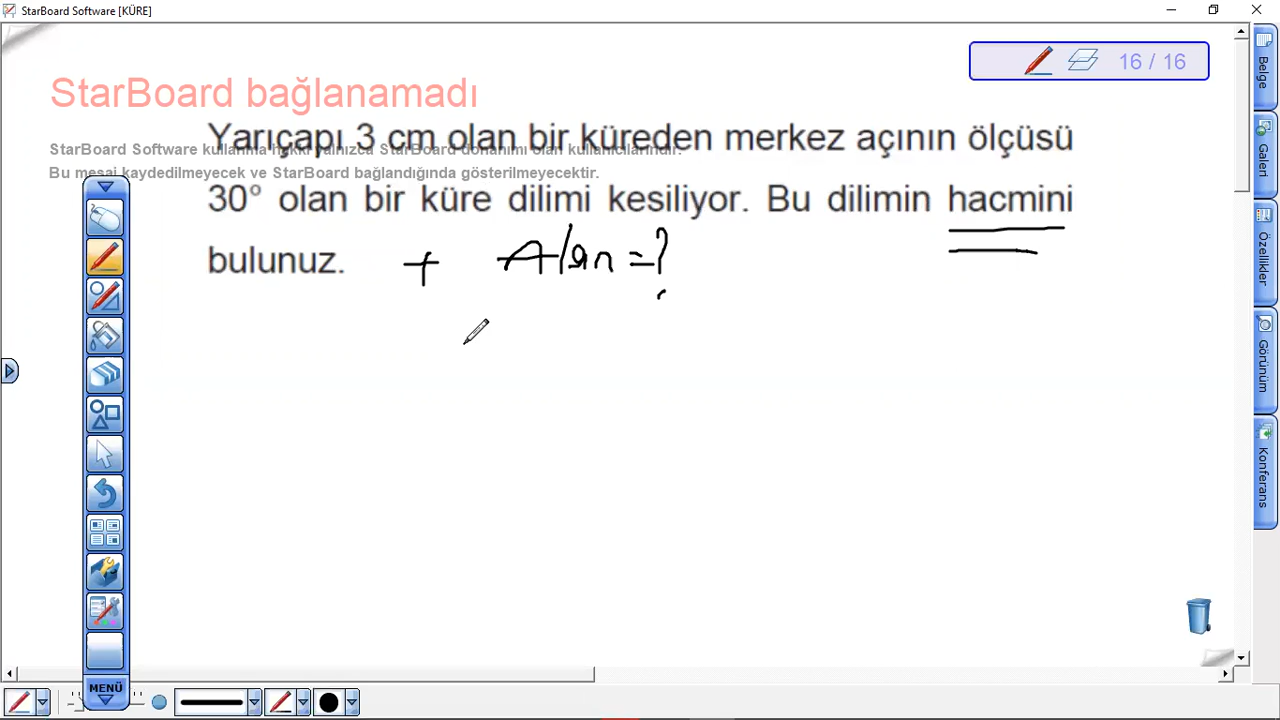 StarBoard Software [KÜRE]
16 / 16
StarBoard bağlanamadı
Yarıçapı 3 cm olan bir küreden merkez açının ölçüsü
StarBoard Software kullanma hakkı yalnızca StarBoard donanımı olan kullanıcılarındır.
Bu mesaj kaydedilmeyecek ve StarBoard bağlandığında gösterilmeyecektir.
30° olan bir küre dilimi kesiliyor. Bu dilimin hacmini
bulunuz. + Alan =?
Belge
Galeri
Özellikler
Görünüm
Konferans
MENÜ